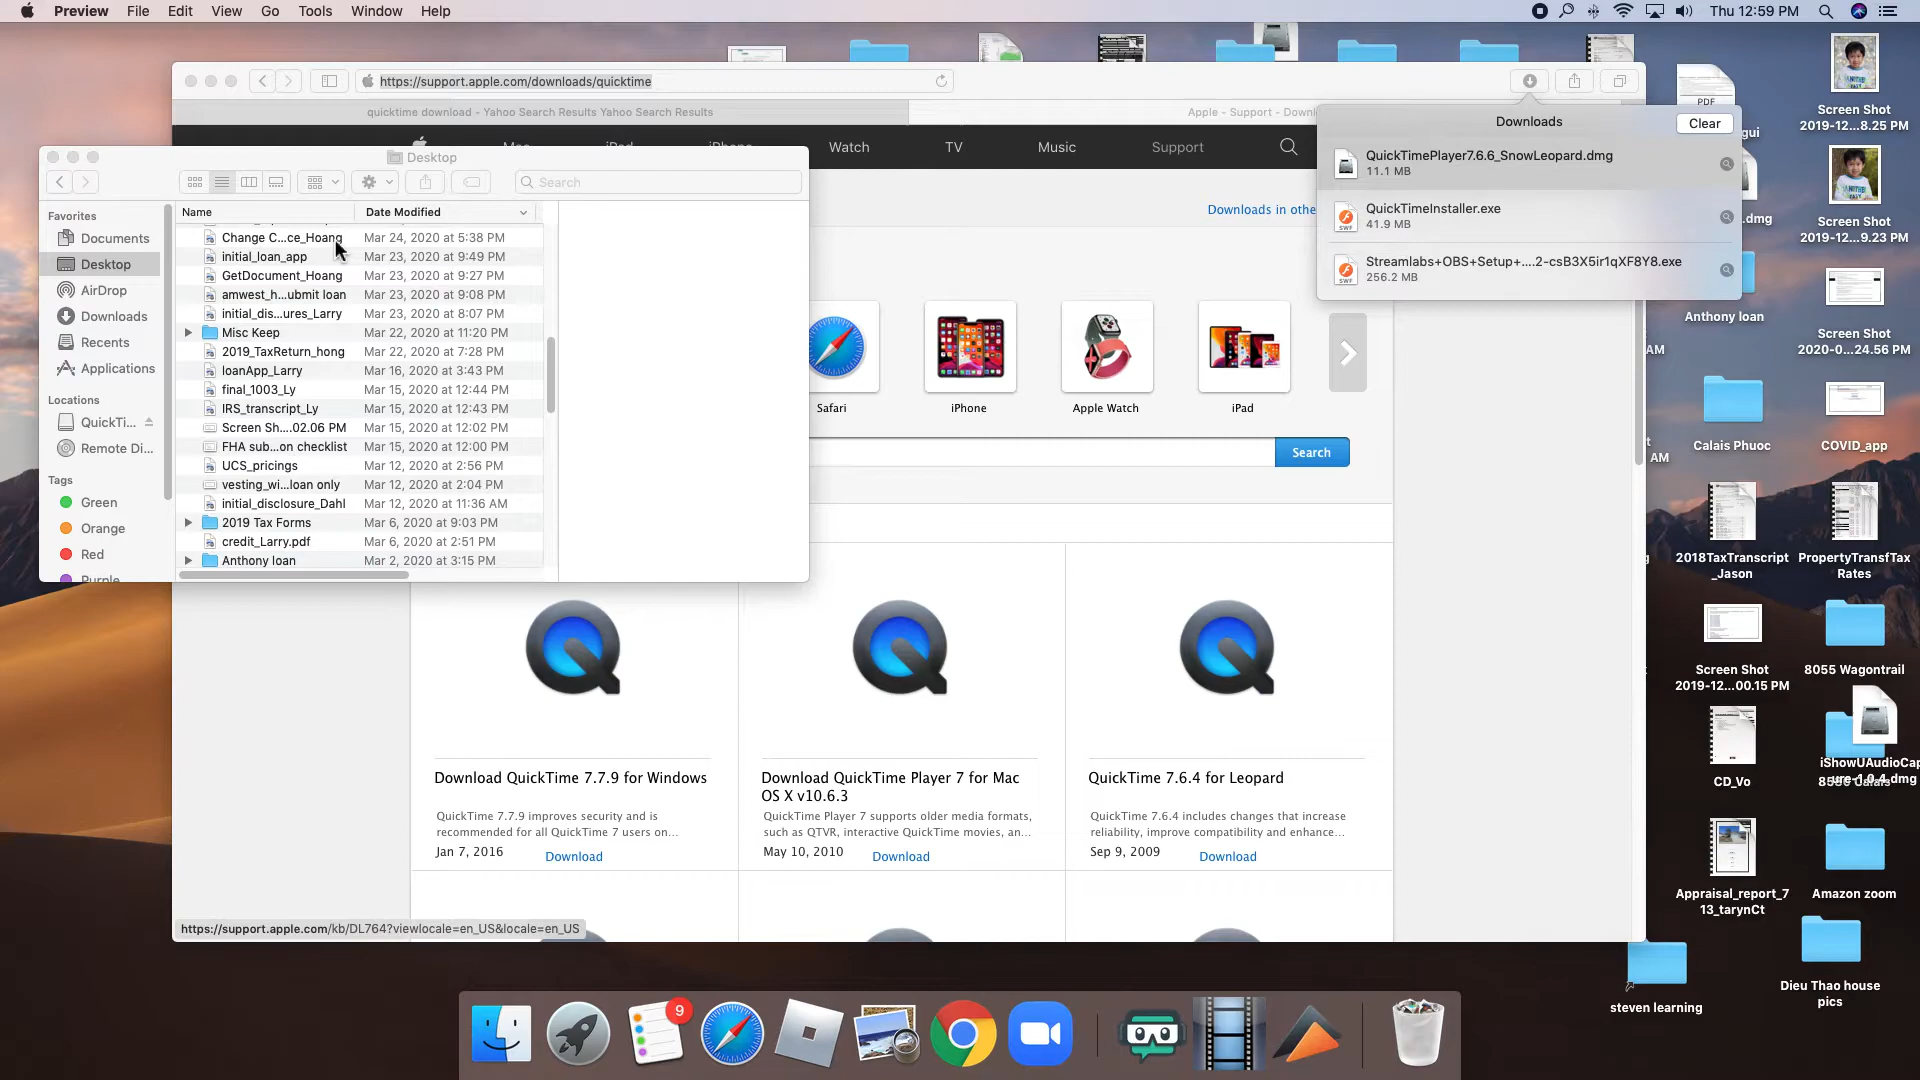 Preview File Edit View Go Tools Window Help
Thu 12:59 PM
https://support.apple.com/downloads/quicktime
quicktime download - Yahoo Search Results Yahoo Search Results
Apple - Support - Downl
Watch TV Music Support
Downloads
Clear
QuickTimePlayer7.6.6_SnowLeopard.dmg
11.1 MB
QuickTimeInstaller.exe
41.9 MB
Streamlabs+OBS+Setup+....2-csB3X5ir1qXF8Y8.exe
256.2 MB
Downloads in othe
Desktop
Search
Favorites
Documents
Desktop
AirDrop
Downloads
Recents
Applications
Locations
QuickTi...
Remote Di...
Tags
Green
Orange
Red
Purple
Name Date Modified
Change C...ce_Hoang Mar 24, 2020 at 5:38 PM
initial_loan_app Mar 23, 2020 at 9:49 PM
GetDocument_Hoang Mar 23, 2020 at 9:27 PM
amwest_h...ubmit loan Mar 23, 2020 at 9:08 PM
initial_dis...ures_Larry Mar 23, 2020 at 8:07 PM
Misc Keep Mar 22, 2020 at 11:20 PM
2019_TaxReturn_hong Mar 22, 2020 at 7:28 PM
loanApp_Larry Mar 16, 2020 at 3:43 PM
final_1003_Ly Mar 15, 2020 at 12:44 PM
IRS_transcript_Ly Mar 15, 2020 at 12:43 PM
Screen Sh....02.06 PM Mar 15, 2020 at 12:02 PM
FHA sub...on checklist Mar 15, 2020 at 12:00 PM
UCS_pricings Mar 12, 2020 at 2:56 PM
vesting_wi...loan only Mar 12, 2020 at 2:04 PM
initial_disclosure_Dahl Mar 12, 2020 at 11:36 AM
2019 Tax Forms Mar 6, 2020 at 9:03 PM
credit_Larry.pdf Mar 6, 2020 at 2:51 PM
Anthony loan Mar 2, 2020 at 3:15 PM
Safari
iPhone
Apple Watch
iPad
Search
Download QuickTime 7.7.9 for Windows
QuickTime 7.7.9 improves security and is
recommended for all QuickTime 7 users on...
Jan 7, 2016 Download
Download QuickTime Player 7 for Mac
OS X v10.6.3
QuickTime Player 7 supports older media formats,
such as QTVR, interactive QuickTime movies, an...
May 10, 2010 Download
QuickTime 7.6.4 for Leopard
QuickTime 7.6.4 includes changes that increase
reliability, improve compatibility and enhance...
Sep 9, 2009 Download
https://support.apple.com/kb/DL764?viewlocale=en_US&locale=en_US
PDF
gui
.dmg
Anthony loan
AM
Calais Phuoc
t
AM
2018TaxTranscript
_Jason
Screen Shot
2019-12...00.15 PM
CD_Vo
Appraisal_report_7
13_tarynCt
steven learning
Screen Shot
2019-12...8.25 PM
Screen Shot
2019-12...9.23 PM
Screen Shot
2020-0...24.56 PM
COVID_app
PropertyTransfTax
Rates
8055 Wagontrail
iShowUAudioCap
ure-1.0.4.dmg
Amazon zoom
Dieu Thao house
pics
9